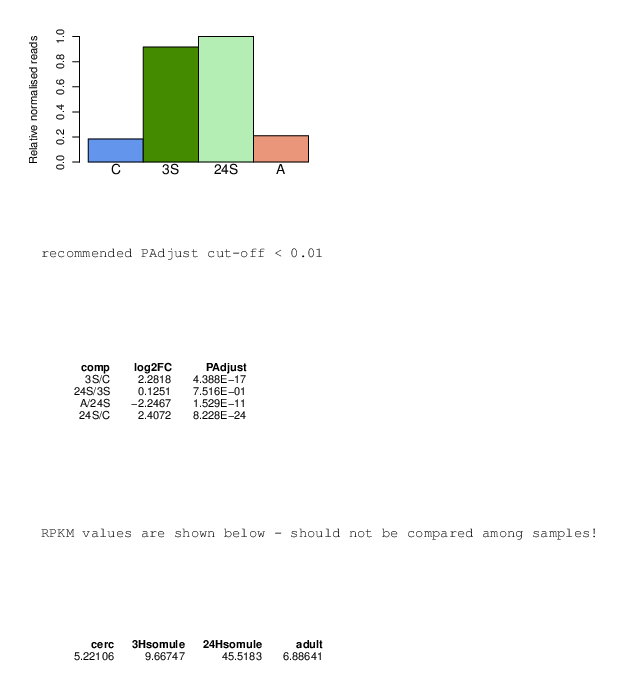 Relative normalised reads
1.0
0.8
0.6
0.4
0.2
0.0
C 3S 24S A
recommended PAdjust cut-off < 0.01
comp log2FC PAdjust
3S/C 2.2818 4.388E−17
24S/3S 0.1251 7.516E−01
A/24S −2.2467 1.529E−11
24S/C 2.4072 8.228E−24
RPKM values are shown below - should not be compared among samples!
cerc 3Hsomule 24Hsomule adult
5.22106 9.66747 45.5183 6.88641